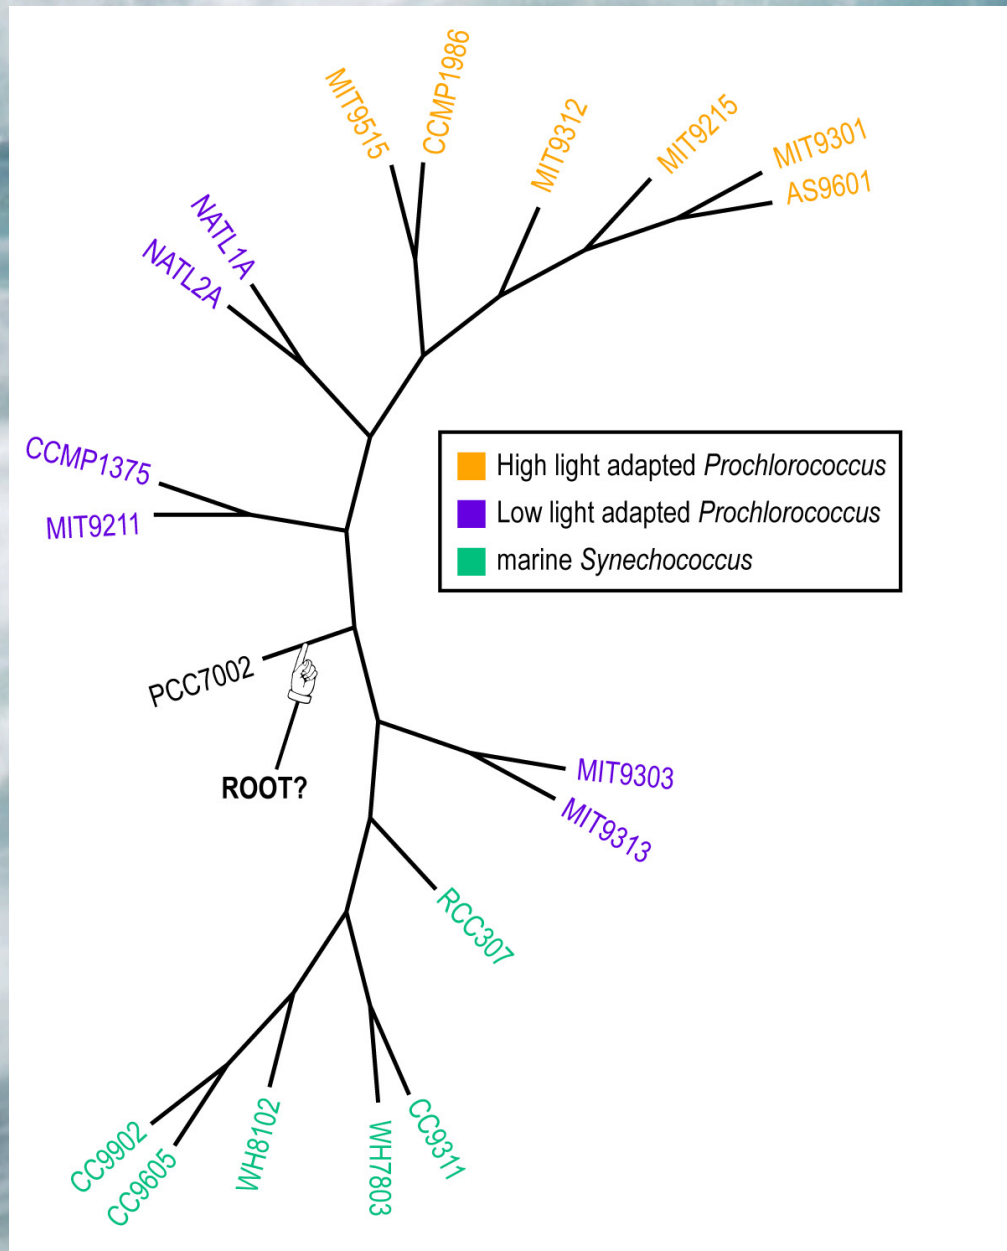 MIT9515
CCMP1986
MIT9312
MIT9215
MIT9301
AS9601
NATL1A
NATL2A
CCMP1375
MIT9211
High light adapted Prochlorococcus
Low light adapted Prochlorococcus
marine Synechococcus
PCC7002
ROOT?
MIT9303
MIT9313
RCC307
CC9902
CC9605
WH8102
WH7803
CC9311